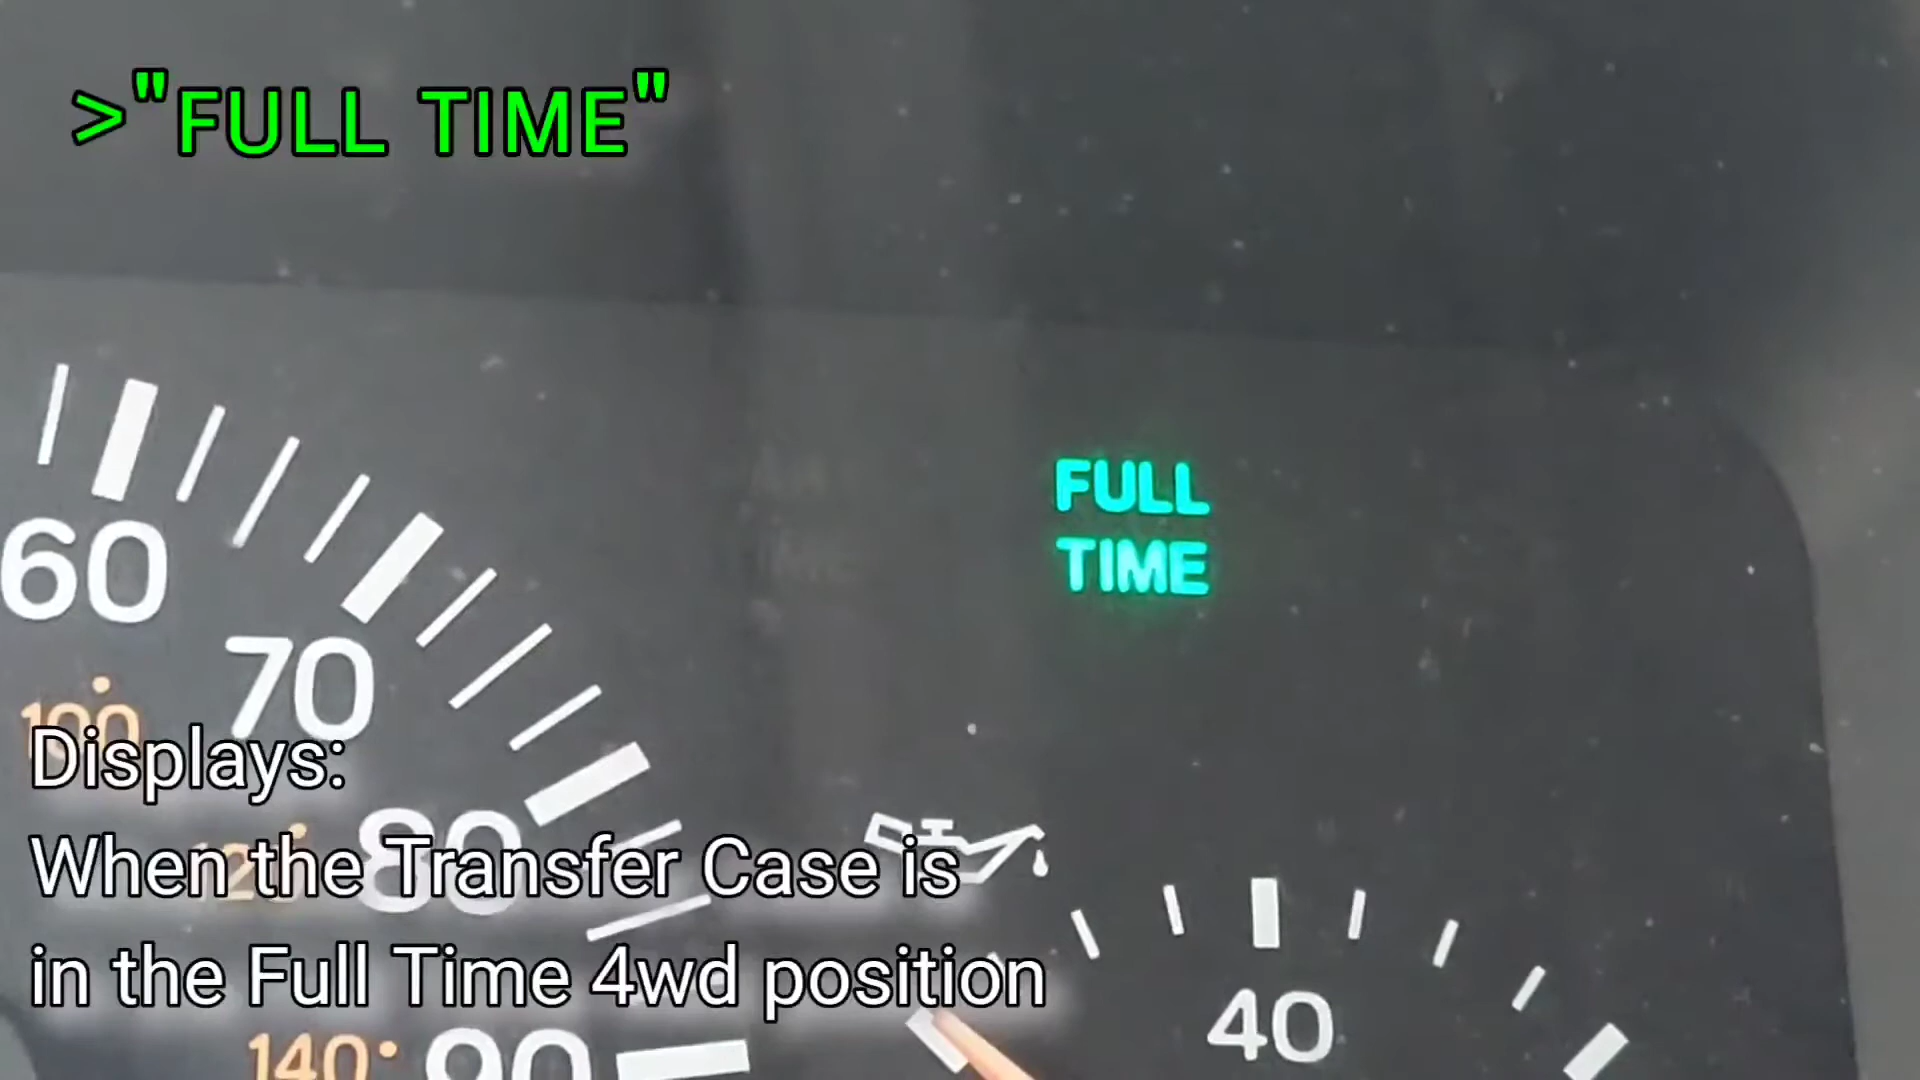 >"FULL TIME"
FULL
TIME
60
70
100
Displays:
120
80
When the Transfer Case is
in the Full Time 4wd position
40
140
90